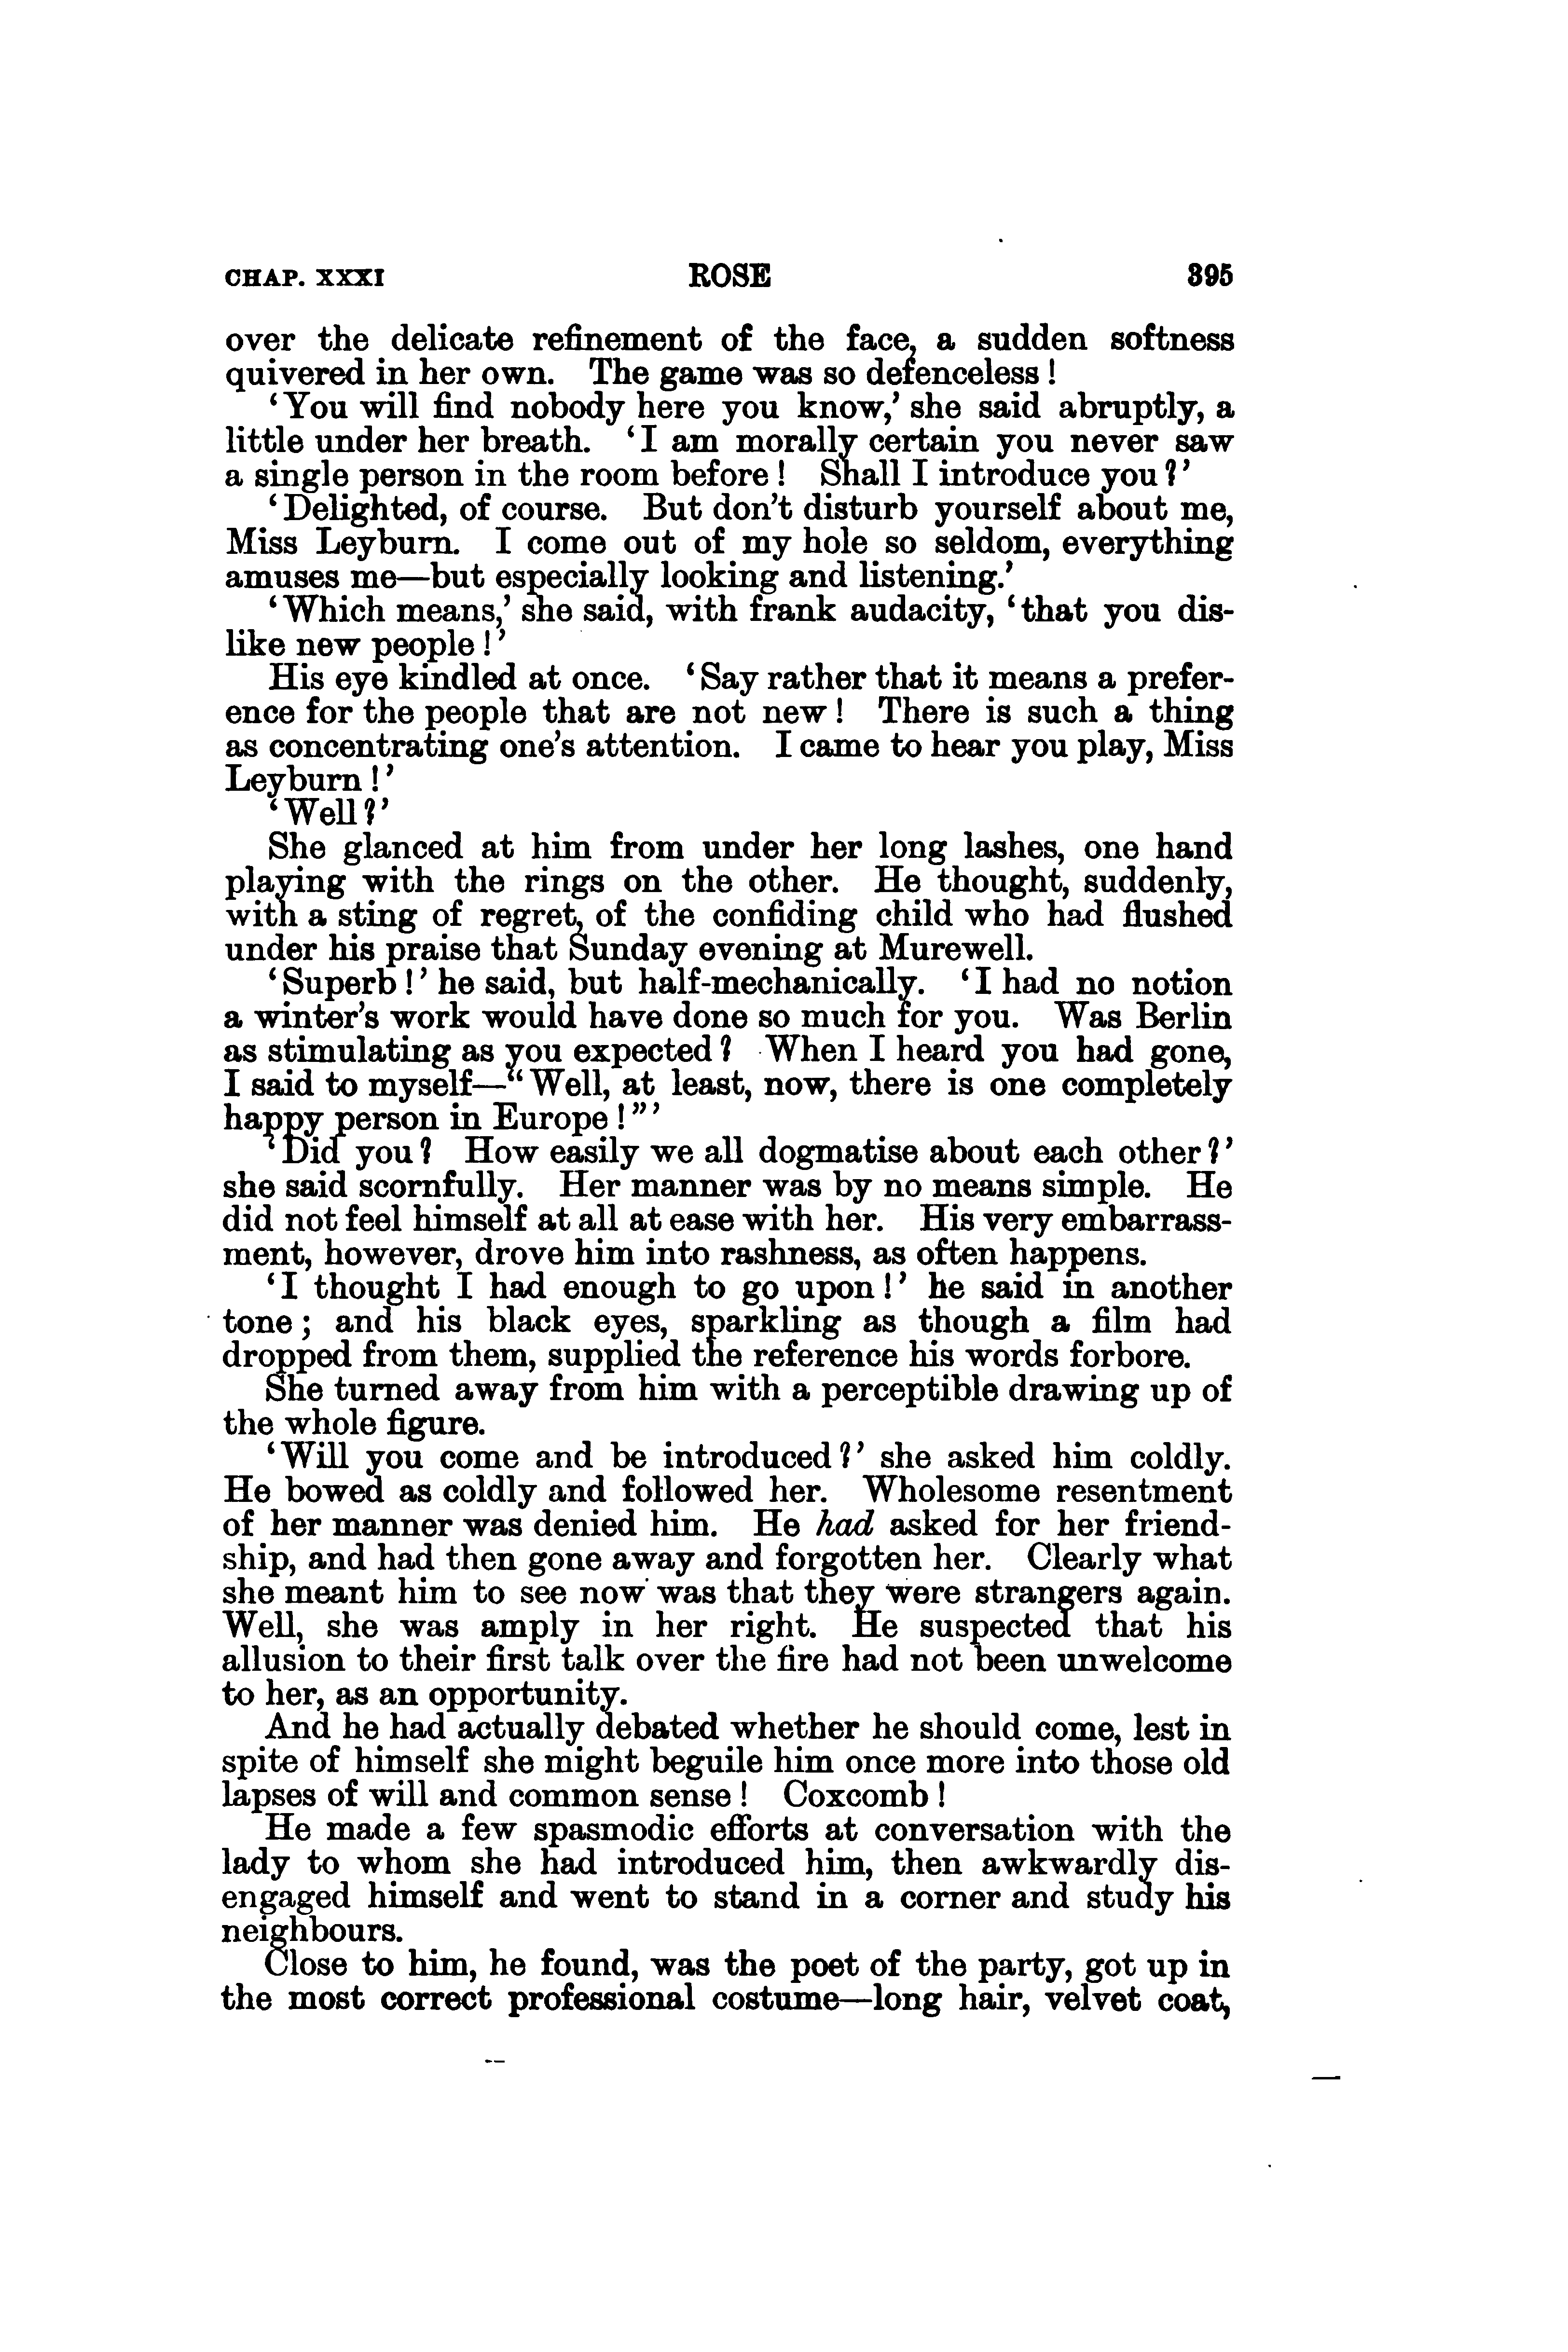 CHAP. XXXI ROSE 395
over the delicate refinement of the face, a sudden softness
quivered in her own. The game was so defenceless!
‘You will find nobody here you know,’ she said abruptly, a
little under her breath. ‘I am morally certain you never saw
a single person in the room before! Shall I introduce you?’
‘Delighted, of course. But don’t disturb yourself about me,
Miss Leyburn. I come out of my hole so seldom, everything
amuses me—but especially looking and listening.’
‘Which means,’ she said, with frank audacity, ‘that you dis-
like new people!’
His eye kindled at once. ‘Say rather that it means a prefer-
ence for the people that are not new! There is such a thing
as concentrating one’s attention. I came to hear you play, Miss
Leyburn!’
‘Well?’
She glanced at him from under her long lashes, one hand
playing with the rings on the other. He thought, suddenly,
with a sting of regret, of the confiding child who had flushed
under his praise that Sunday evening at Murewell.
‘Superb!’ he said, but half-mechanically. ‘I had no notion
a winter’s work would have done so much for you. Was Berlin
as stimulating as you expected? When I heard you had gone,
I said to myself—“Well, at least, now, there is one completely
happy person in Europe!”’
‘Did you? How easily we all dogmatise about each other?’
she said scornfully. Her manner was by no means simple. He
did not feel himself at all at ease with her. His very embarrass-
ment, however, drove him into rashness, as often happens.
‘I thought I had enough to go upon!’ he said in another
tone; and his black eyes, sparkling as though a film had
dropped from them, supplied the reference his words forbore.
She turned away from him with a perceptible drawing up of
the whole figure.
‘Will you come and be introduced?’ she asked him coldly.
He bowed as coldly and followed her. Wholesome resentment
of her manner was denied him. He had asked for her friend-
ship, and had then gone away and forgotten her. Clearly what
she meant him to see now was that they were strangers again.
Well, she was amply in her right. He suspected that his
allusion to their first talk over the fire had not been unwelcome
to her, as an opportunity.
And he had actually debated whether he should come, lest in
spite of himself she might beguile him once more into those old
lapses of will and common sense! Coxcomb!
He made a few spasmodic efforts at conversation with the
lady to whom she had introduced him, then awkwardly dis-
engaged himself and went to stand in a corner and study his
neighbours.
Close to him, he found, was the poet of the party, got up in
the most correct professional costume—long hair, velvet coat,